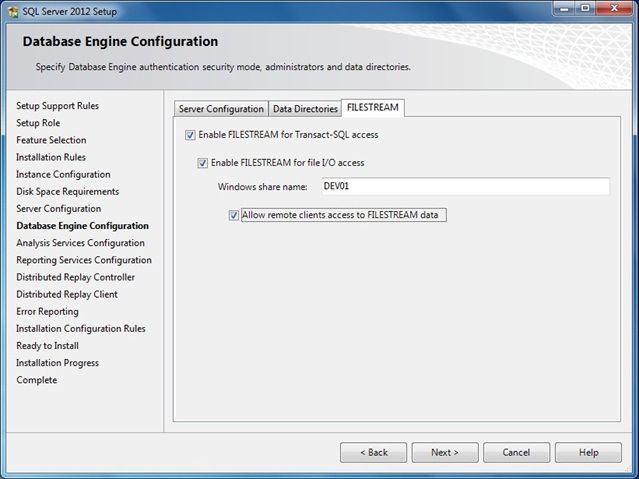 SQL Server 2012 Setup
Database Engine Configuration
Specify Database Engine authentication security mode, administrators and data directories.
Setup Support Rules
Setup Role
Feature Selection
Installation Rules
Instance Configuration
Disk Space Requirements
Server Configuration
Database Engine Configuration
Analysis Services Configuration
Reporting Services Configuration
Distributed Replay Controller
Distributed Replay Client
Error Reporting
Installation Configuration Rules
Ready to Install
Installation Progress
Complete
Server Configuration Data Directories FILESTREAM
Enable FILESTREAM for Transact-SQL access
Enable FILESTREAM for file I/O access
Windows share name: DEV01
Allow remote clients access to FILESTREAM data
< Back Next > Cancel Help